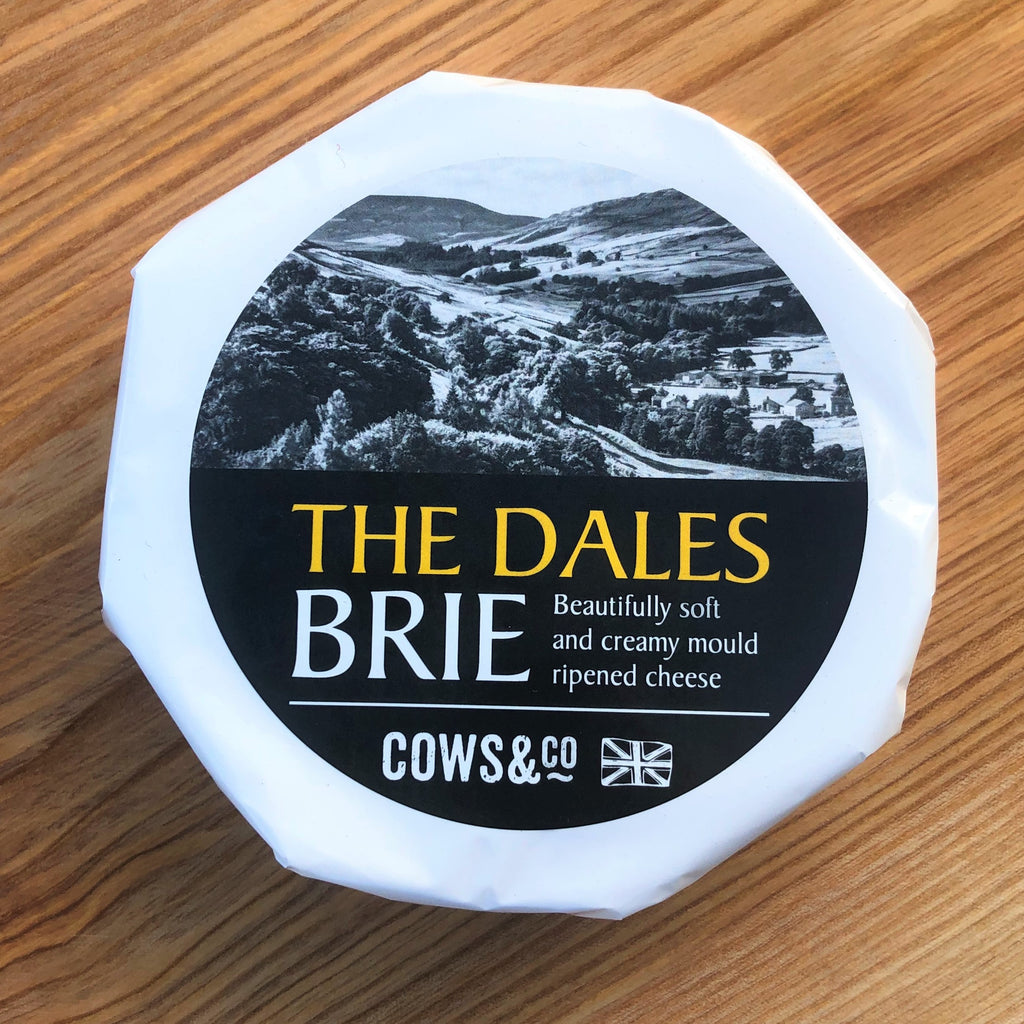 THE DALES
BRIE
Beautifully soft
and creamy mould
ripened cheese
COWS&CO